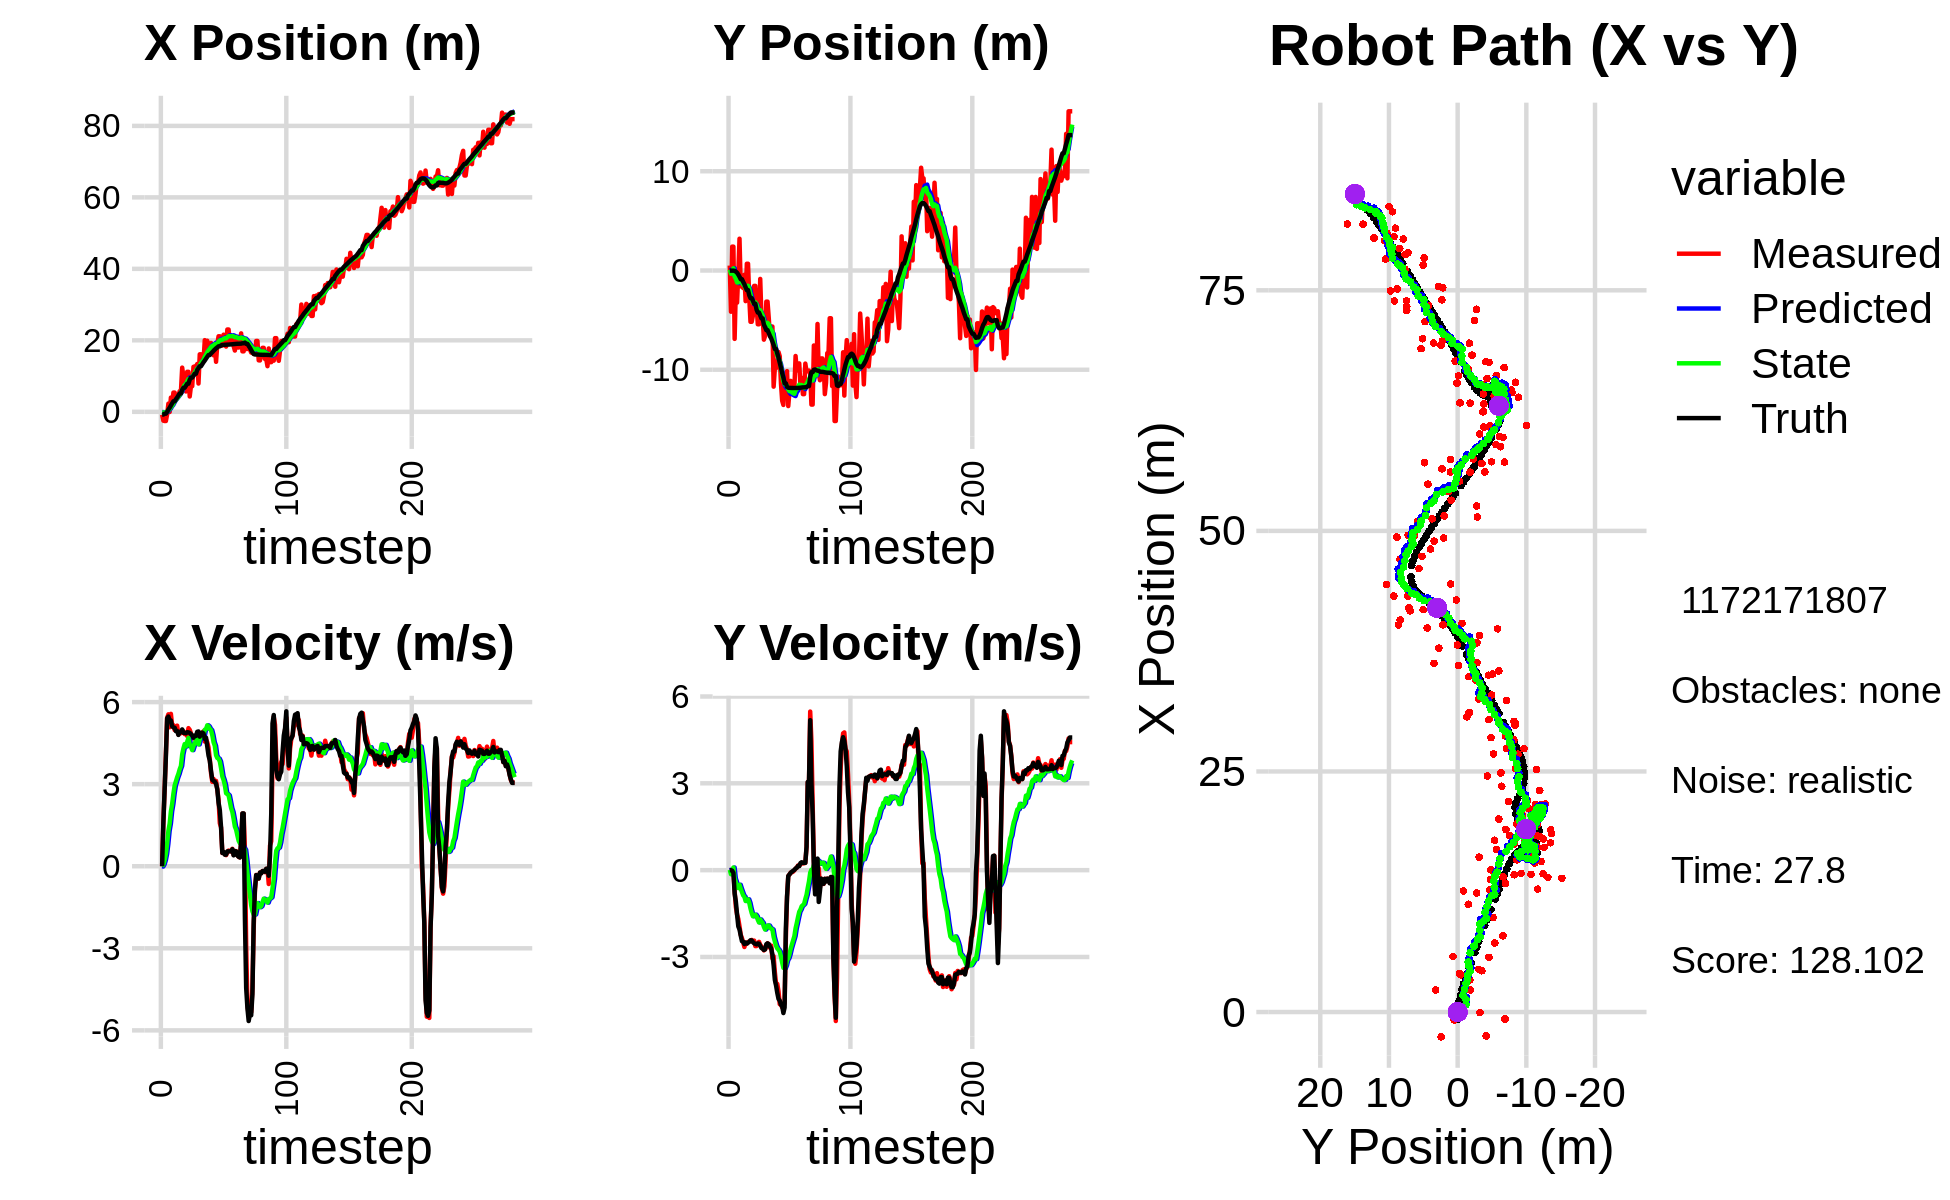 X Position (m)
80
60
40
20
0
0
100
200
timestep
Y Position (m)
10
0
-10
0
100
200
timestep
X Velocity (m/s)
6
3
0
-3
-6
0
100
200
timestep
Y Velocity (m/s)
6
3
0
-3
0
100
200
timestep
Robot Path (X vs Y)
X Position (m)
75
50
25
0
20 10 0 -10 -20
Y Position (m)
variable
Measured
Predicted
State
Truth
1172171807
Obstacles: none
Noise: realistic
Time: 27.8
Score: 128.102